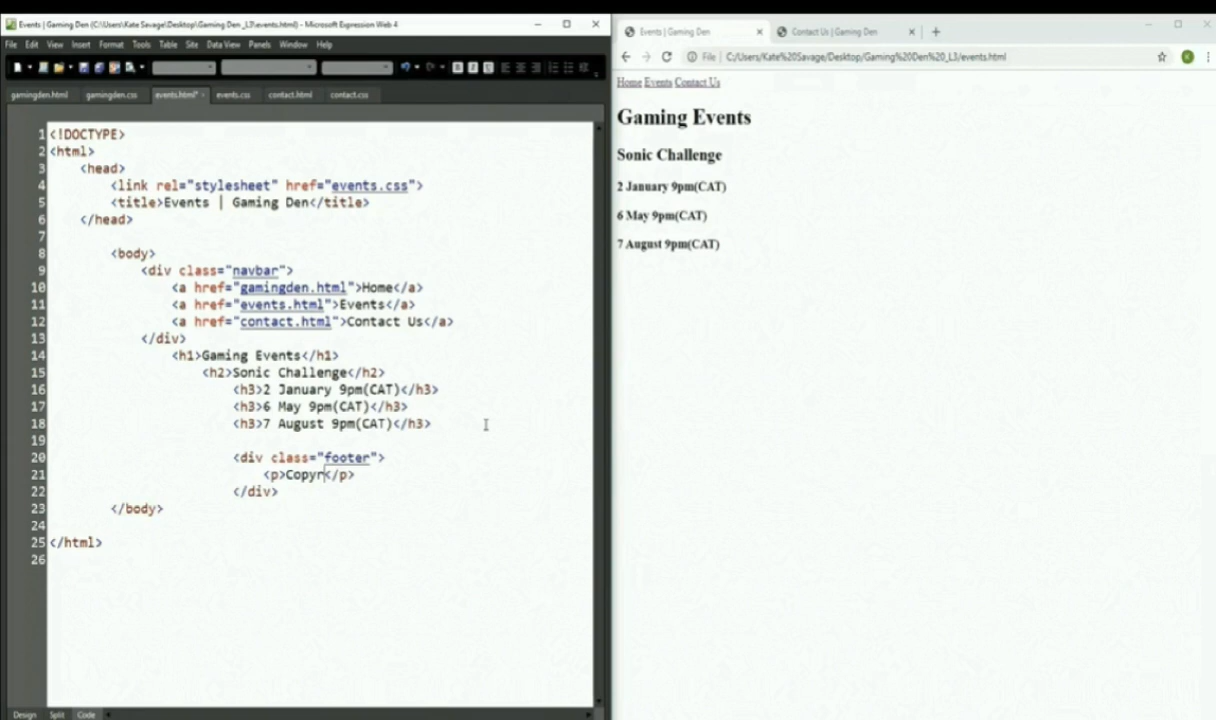 Events | Gaming Den (C:\Users\Kate Savage\Desktop\Gaming Den _L3\events.html) - Microsoft Expression Web 4
File Edit View Insert Format Tools Table Site Data View Panels Window Help
gamingden.html gamingden.css events.html* events.css contact.html contact.css
1 <!DOCTYPE>
2 <html>
3 <head>
4 <link rel="stylesheet" href="events.css">
5 <title>Events | Gaming Den</title>
6 </head>
7
8 <body>
9 <div class="navbar">
10 <a href="gamingden.html">Home</a>
11 <a href="events.html">Events</a>
12 <a href="contact.html">Contact Us</a>
13 </div>
14 <h1>Gaming Events</h1>
15 <h2>Sonic Challenge</h2>
16 <h3>2 January 9pm(CAT)</h3>
17 <h3>6 May 9pm(CAT)</h3>
18 <h3>7 August 9pm(CAT)</h3>
19
20 <div class="footer">
21 <p>Copyr</p>
22 </div>
23 </body>
24
25 </html>
26
Design Split Code
Events | Gaming Den Contact Us | Gaming Den
File C:/Users/Kate%20Savage/Desktop/Gaming%20Den%20_L3/events.html
Home Events Contact Us
Gaming Events
Sonic Challenge
2 January 9pm(CAT)
6 May 9pm(CAT)
7 August 9pm(CAT)